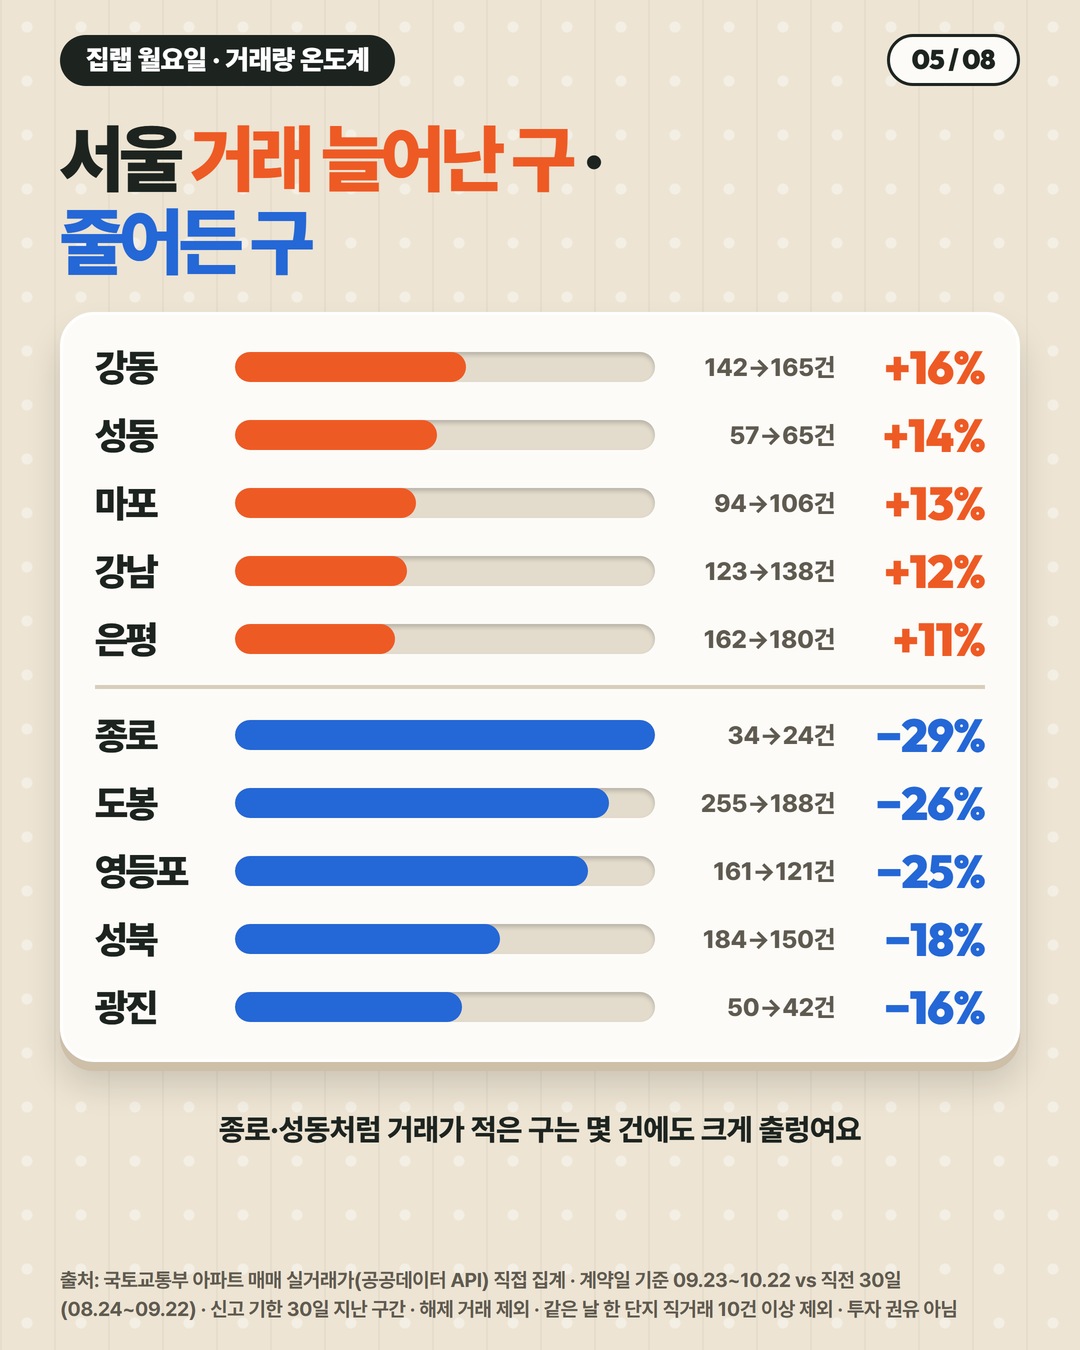 집랩 월요일 · 거래량 온도계
05 / 08
서울 거래 늘어난 구 ·
줄어든 구
강동 142→165건 +16%
성동 57→65건 +14%
마포 94→106건 +13%
강남 123→138건 +12%
은평 162→180건 +11%
종로 34→24건 −29%
도봉 255→188건 −26%
영등포 161→121건 −25%
성북 184→150건 −18%
광진 50→42건 −16%
종로·성동처럼 거래가 적은 구는 몇 건에도 크게 출렁여요
출처: 국토교통부 아파트 매매 실거래가(공공데이터 API) 직접 집계 · 계약일 기준 09.23~10.22 vs 직전 30일
(08.24~09.22) · 신고 기한 30일 지난 구간 · 해제 거래 제외 · 같은 날 한 단지 직거래 10건 이상 제외 · 투자 권유 아님